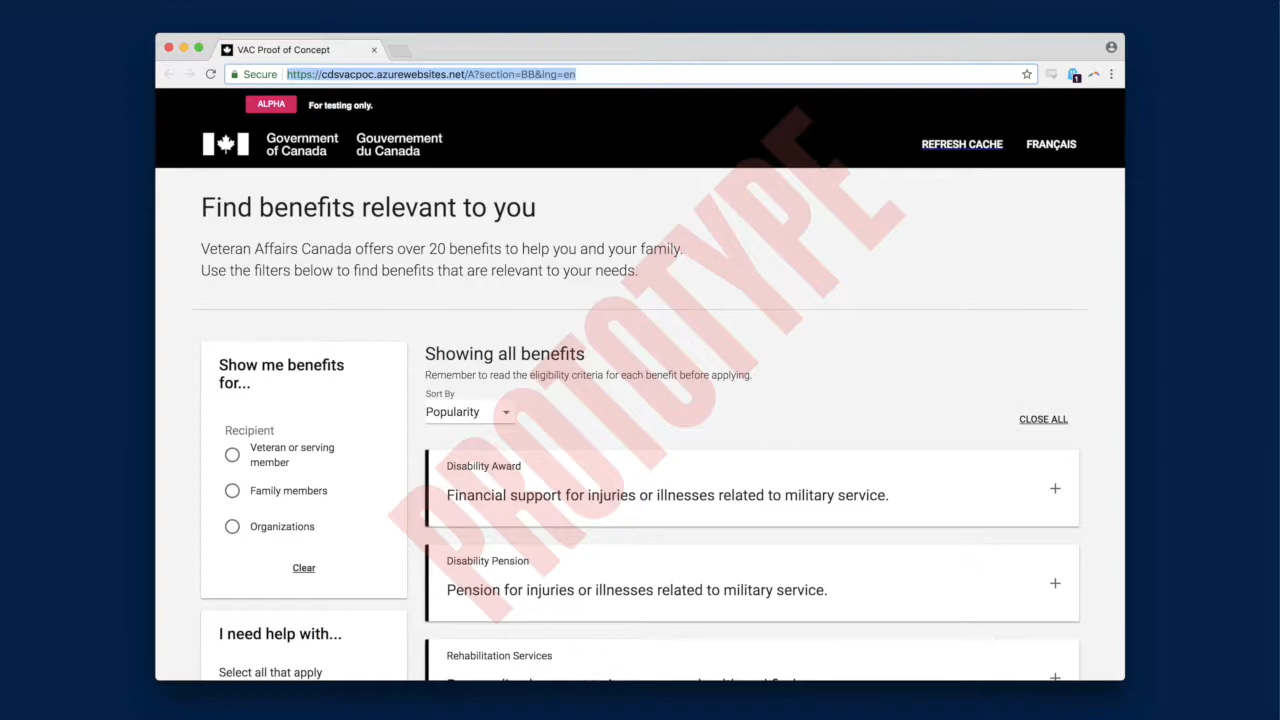 VAC Proof of Concept
Secure
https://cdsvacpoc.azurewebsites.net/A?section=BB&lng=en
1
ALPHA
For testing only.
Government
of Canada
Gouvernement
du Canada
REFRESH CACHE
FRANÇAIS
Find benefits relevant to you
Veteran Affairs Canada offers over 20 benefits to help you and your family.
Use the filters below to find benefits that are relevant to your needs.
PROTOTYPE
Show me benefits
for...
Recipient
Veteran or serving
member
Family members
Organizations
Clear
I need help with...
Select all that apply
Showing all benefits
Remember to read the eligibility criteria for each benefit before applying.
Sort By
Popularity
CLOSE ALL
Disability Award
Financial support for injuries or illnesses related to military service.
Disability Pension
Pension for injuries or illnesses related to military service.
Rehabilitation Services